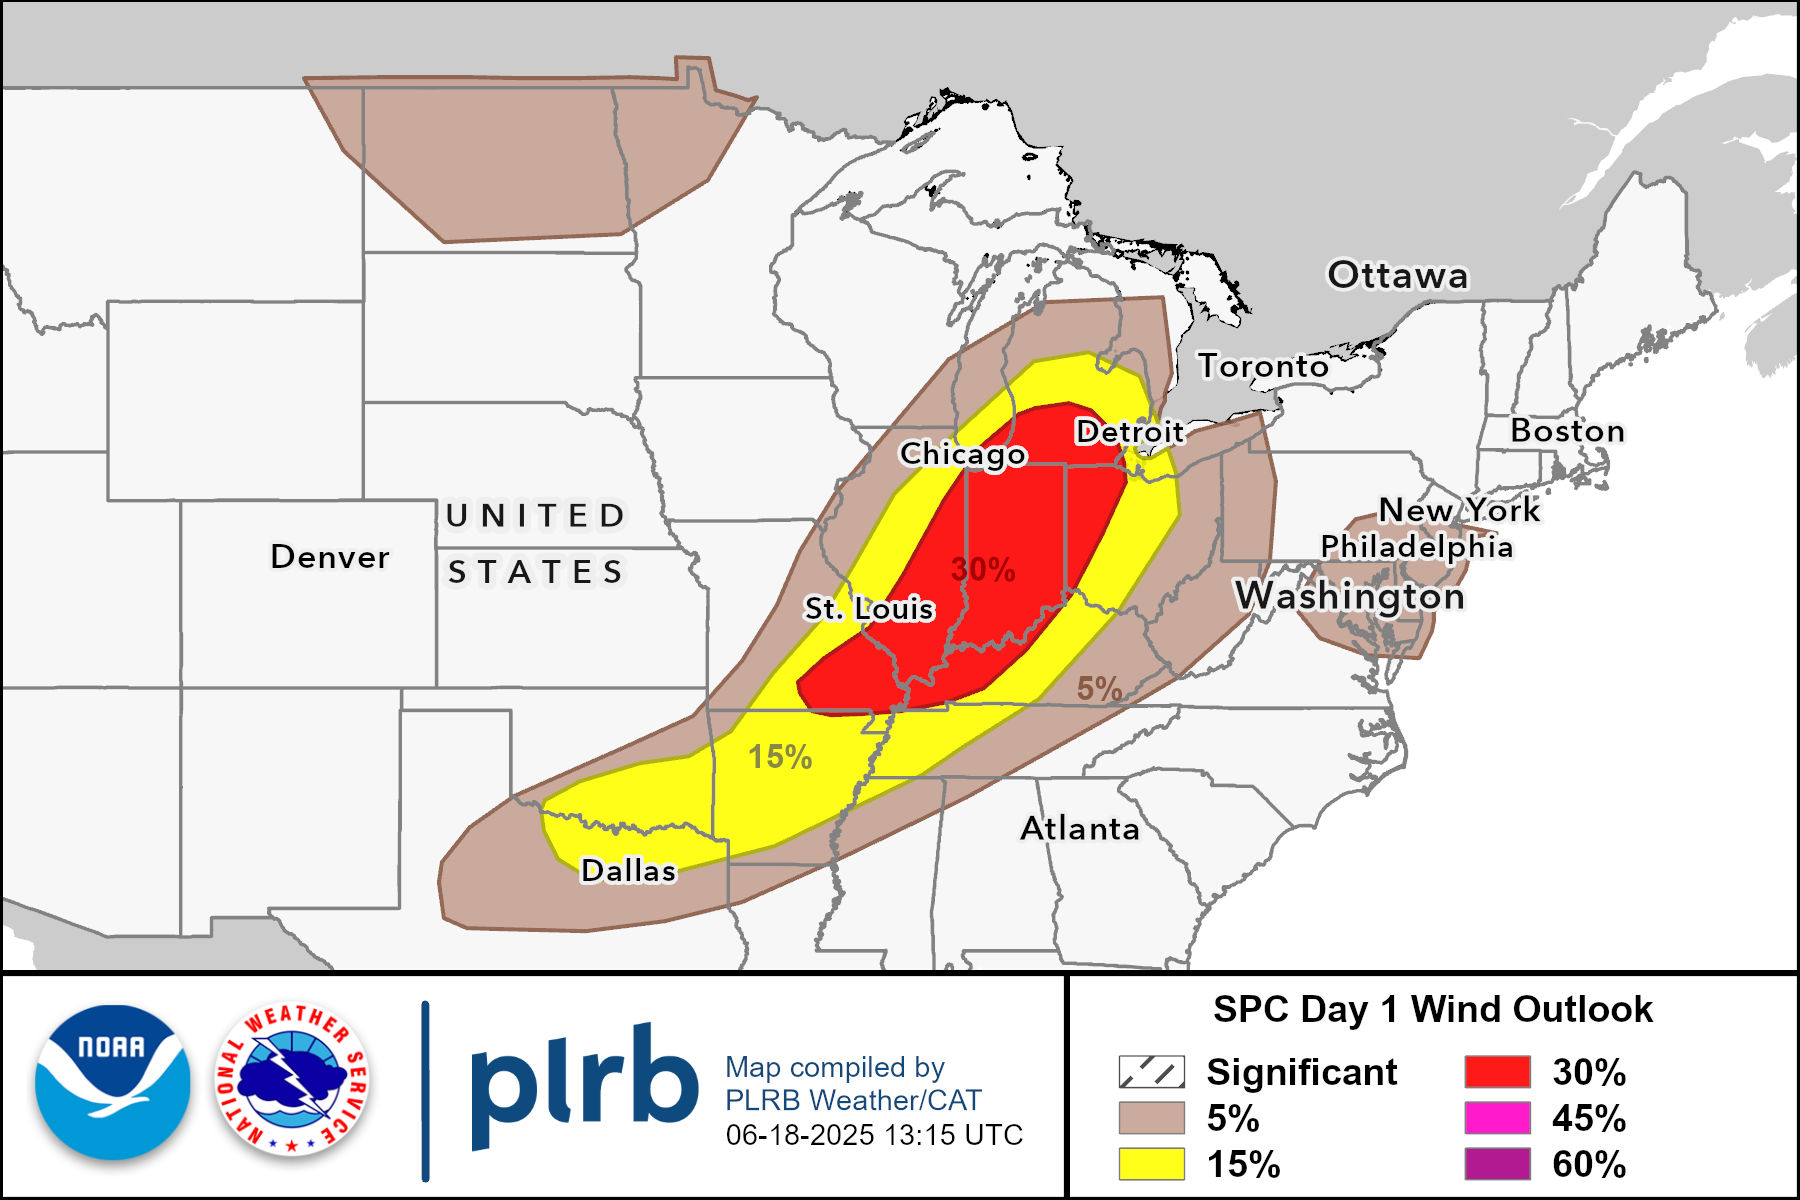 Ottawa
Toronto
Detroit
Boston
Chicago
New York
UNITED
STATES
Denver
Philadelphia
30%
Washington
St. Louis
5%
15%
Atlanta
Dallas
NOAA
NATIONAL WEATHER SERVICE
plrb
Map compiled by
PLRB Weather/CAT
06-18-2025 13:15 UTC
SPC Day 1 Wind Outlook
Significant
5%
15%
30%
45%
60%